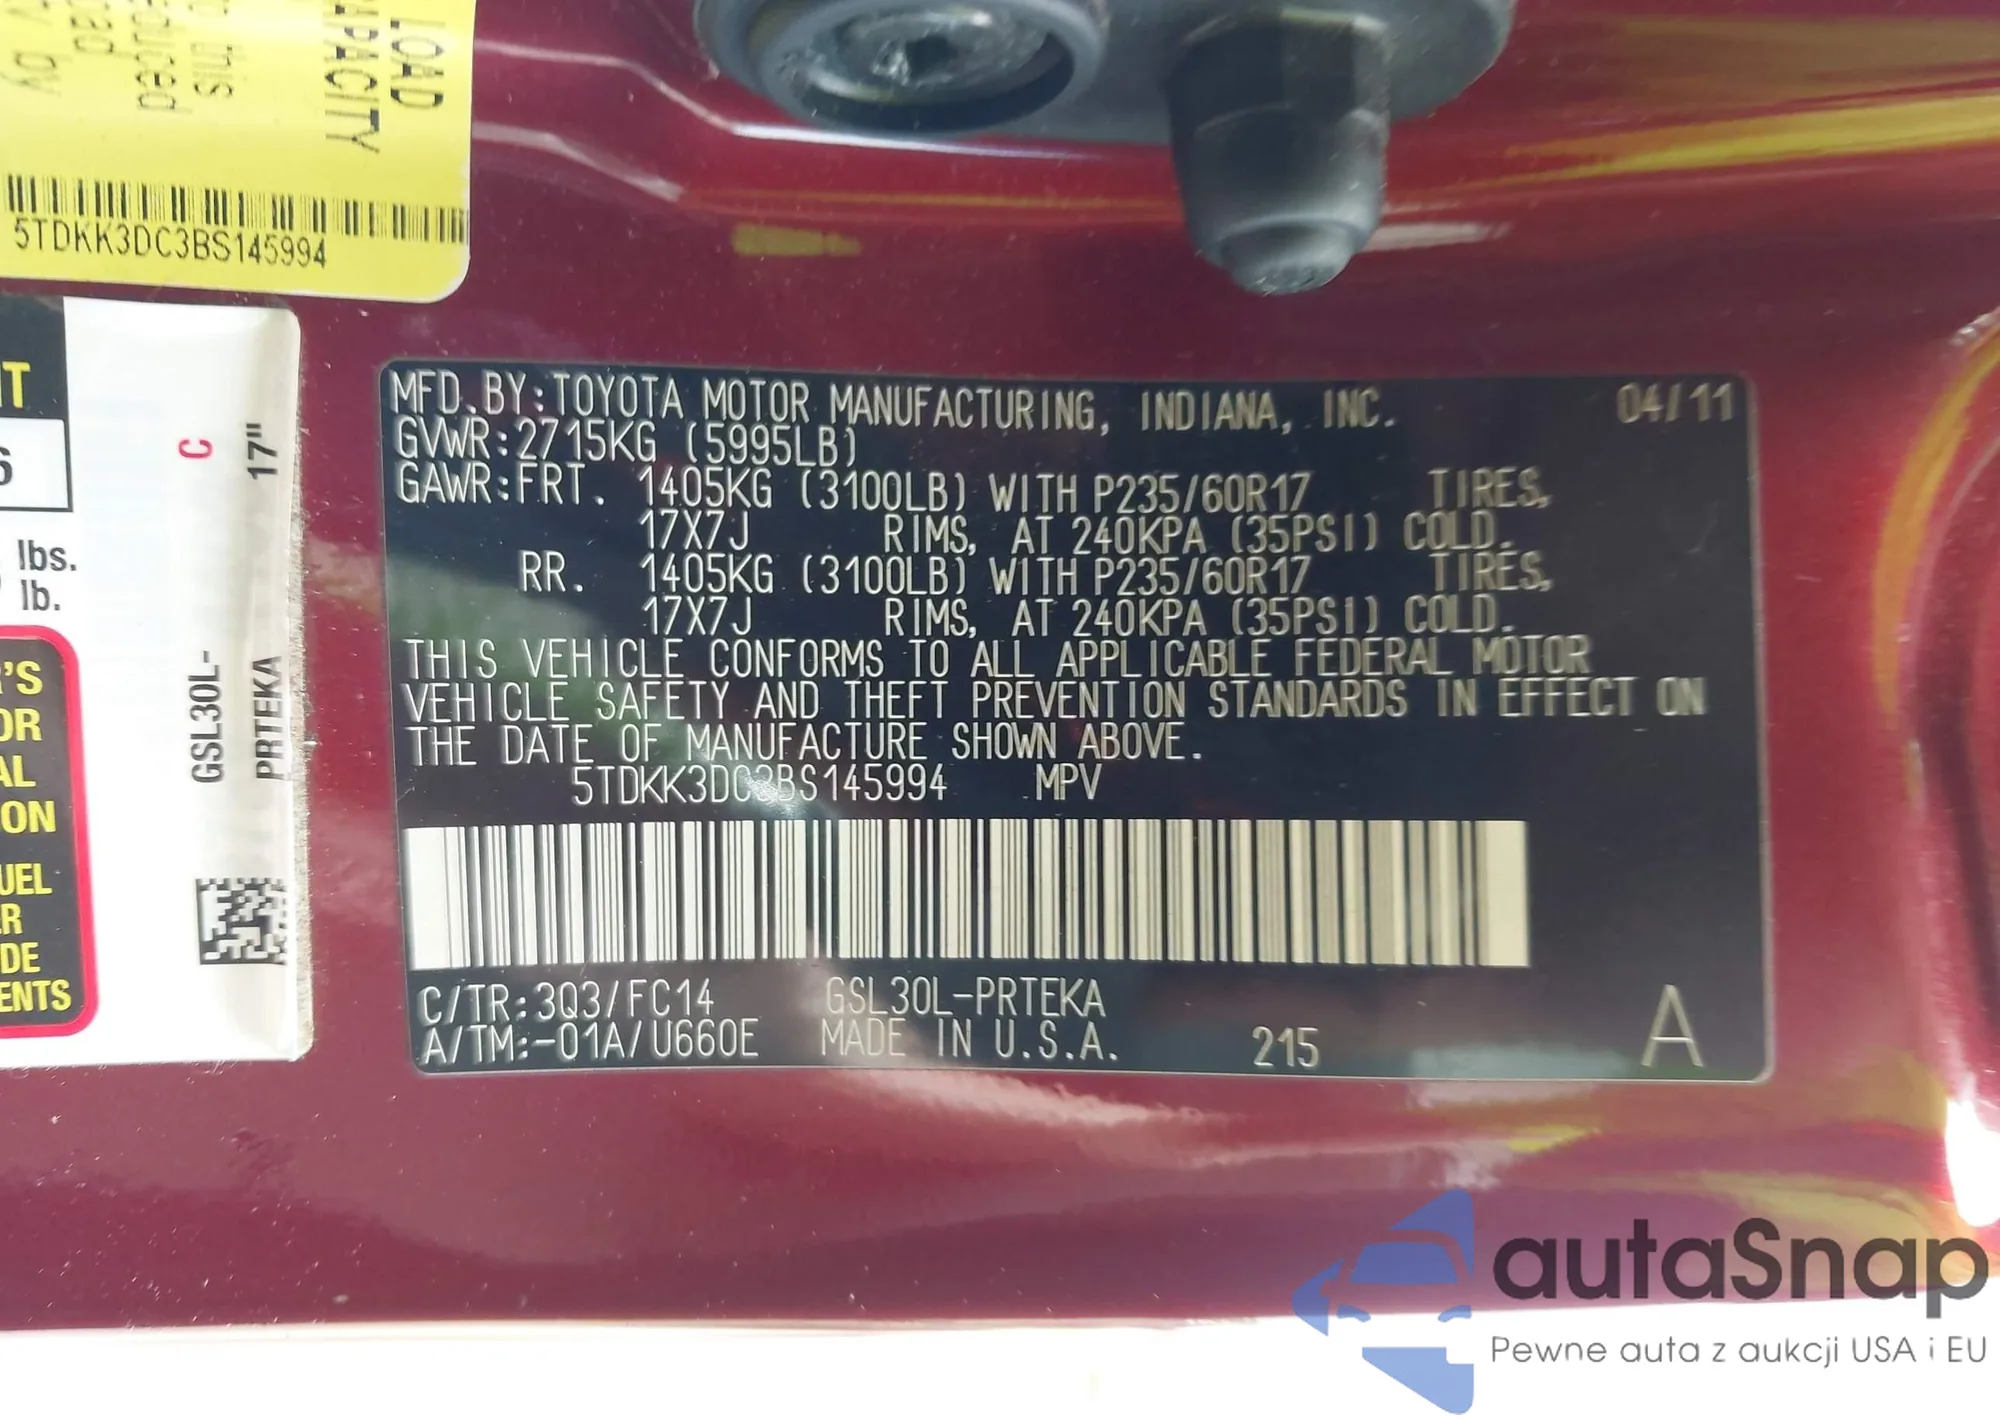 LOAD
CAPACITY
this
by
5TDKK3DC3BS145994
C
17"
lbs.
lb.
GSL30L-
PRTEKA
MFD.BY:TOYOTA MOTOR MANUFACTURING, INDIANA, INC. 04/11
GVWR:2715KG (5995LB)
GAWR:FRT. 1405KG (3100LB) WITH P235/60R17 TIRES,
17X7J RIMS, AT 240KPA (35PSI) COLD.
RR. 1405KG (3100LB) WITH P235/60R17 TIRES,
17X7J RIMS, AT 240KPA (35PSI) COLD.
THIS VEHICLE CONFORMS TO ALL APPLICABLE FEDERAL MOTOR
VEHICLE SAFETY AND THEFT PREVENTION STANDARDS IN EFFECT ON
THE DATE OF MANUFACTURE SHOWN ABOVE.
5TDKK3DC3BS145994 MPV
C/TR:3Q3/FC14 GSL30L-PRTEKA
A/TM:-01A/U660E MADE IN U.S.A. 215 A
autaSnap
Pewne auta z aukcji USA i EU